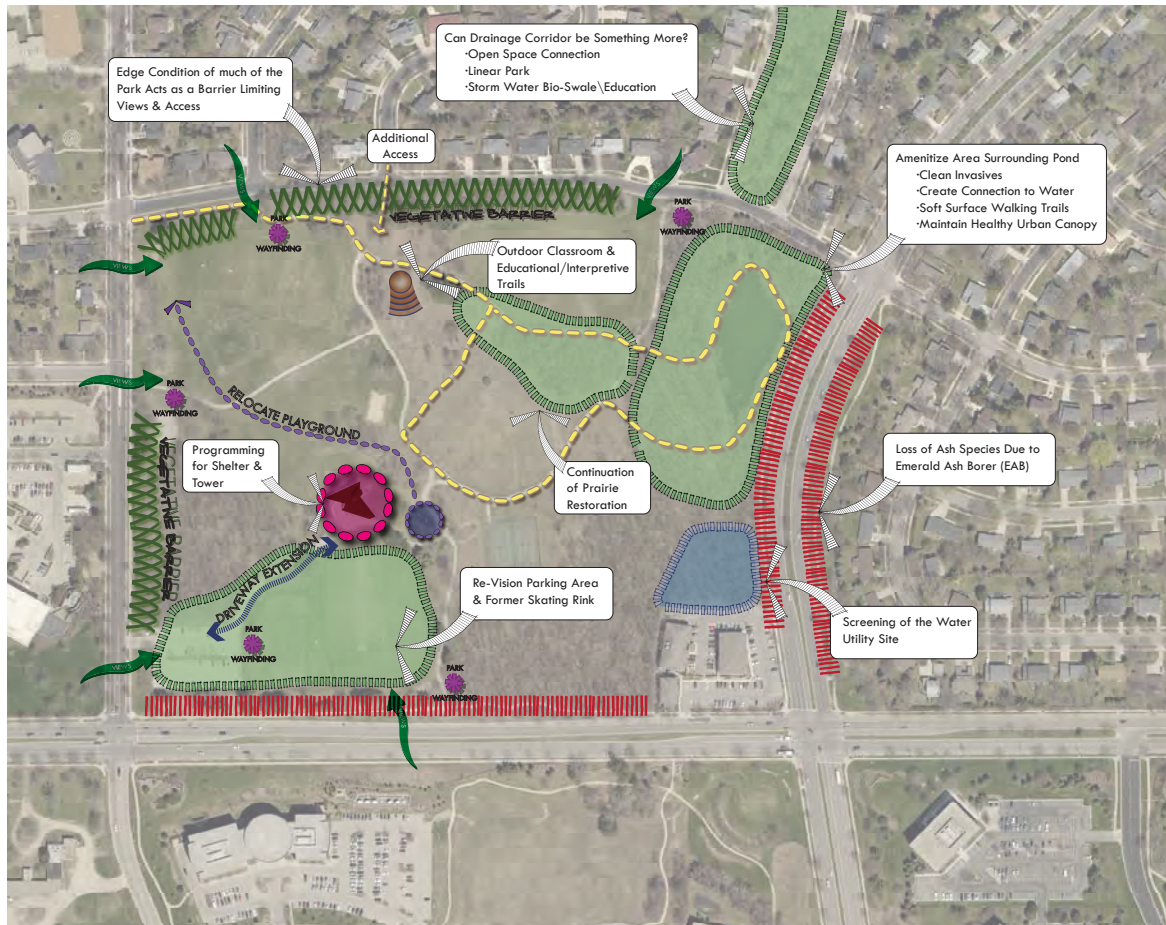 Can Drainage Corridor be Something More?
·Open Space Connection
·Linear Park
·Storm Water Bio-Swale\Education
Edge Condition of much of the
Park Acts as a Barrier Limiting
Views & Access
Additional
Access
Amenitize Area Surrounding Pond
·Clean Invasives
·Create Connection to Water
·Soft Surface Walking Trails
·Maintain Healthy Urban Canopy
VIEWS
VIEWS
PARK
WAYFINDING
VEGETATIVE BARRIER
PARK
WAYFINDING
VIEWS
Outdoor Classroom &
Educational/Interpretive
Trails
VIEWS
PARK
WAYFINDING
RELOCATE PLAYGROUND
VEGETATIVE BARRIER
Programming
for Shelter &
Tower
Continuation
of Prairie
Restoration
Loss of Ash Species Due to
Emerald Ash Borer (EAB)
DRIVEWAY EXTENSION
Re-Vision Parking Area
& Former Skating Rink
Screening of the Water
Utility Site
PARK
WAYFINDING
VIEWS
PARK
WAYFINDING
VIEWS